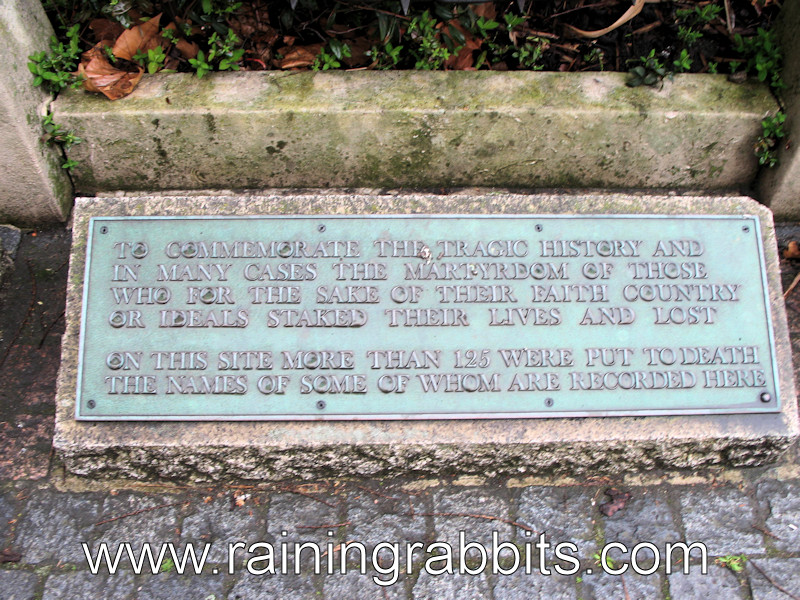 TO COMMEMORATE THE TRAGIC HISTORY AND
IN MANY CASES THE MARTYRDOM OF THOSE
WHO FOR THE SAKE OF THEIR FAITH COUNTRY
OR IDEALS STAKED THEIR LIVES AND LOST
ON THIS SITE MORE THAN 125 WERE PUT TO DEATH
THE NAMES OF SOME OF WHOM ARE RECORDED HERE
www.rainingrabbits.com